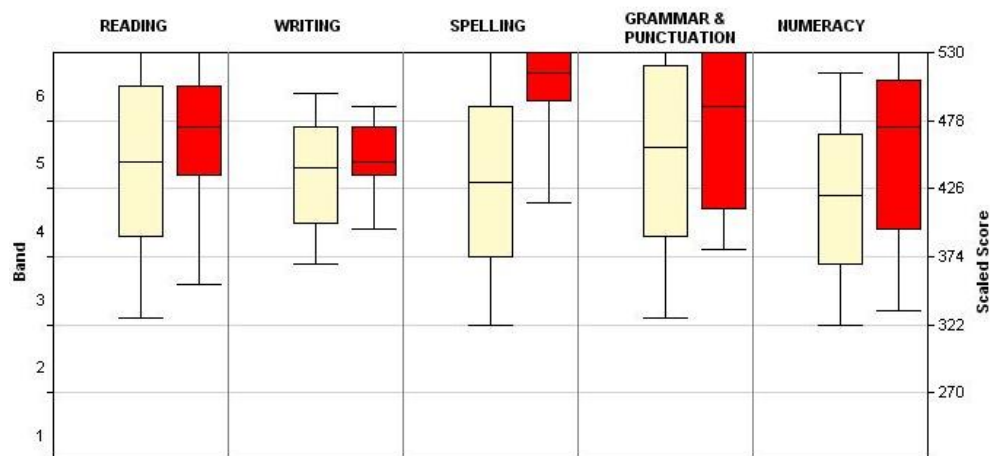 READING
WRITING
SPELLING
GRAMMAR &
PUNCTUATION
NUMERACY
Band
6
5
4
3
2
1
530
478
426
374
322
270
Scaled Score